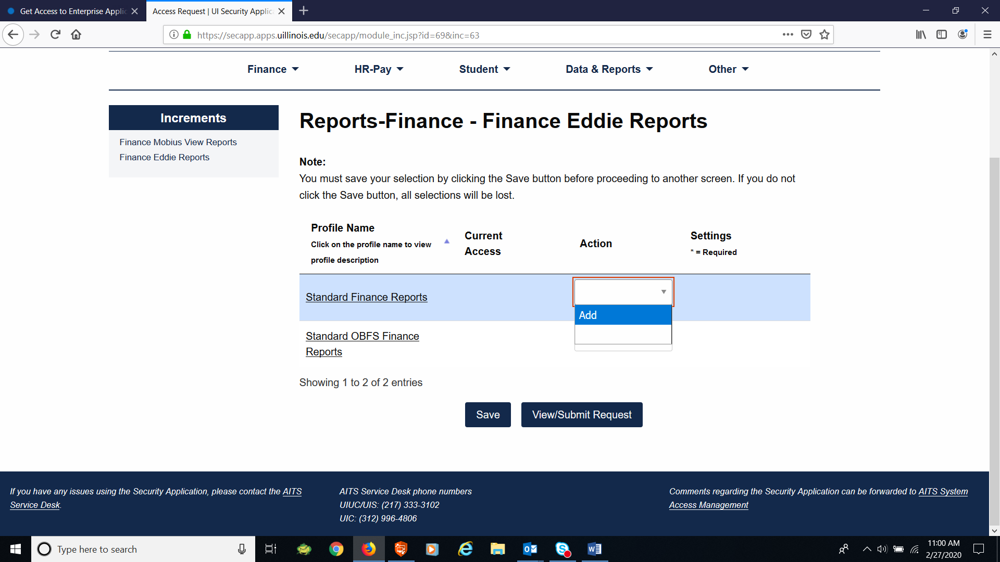 Get Access to Enterprise Applic
Access Request | UI Security Applic
https://secapp.apps.uillinois.edu/secapp/module_inc.jsp?id=69&inc=63
Finance
HR-Pay
Student
Data & Reports
Other
Increments
Finance Mobius View Reports
Finance Eddie Reports
Reports-Finance - Finance Eddie Reports
Note:
You must save your selection by clicking the Save button before proceeding to another screen. If you do not
click the Save button, all selections will be lost.
Profile Name
Click on the profile name to view
profile description
Current
Access
Action
Settings
* = Required
Standard Finance Reports
Add
Standard OBFS Finance
Reports
Showing 1 to 2 of 2 entries
Save
View/Submit Request
If you have any issues using the Security Application, please contact the AITS
Service Desk.
AITS Service Desk phone numbers
UIUC/UIS: (217) 333-3102
UIC: (312) 996-4806
Comments regarding the Security Application can be forwarded to AITS System
Access Management
Type here to search
11:00 AM
2/27/2020